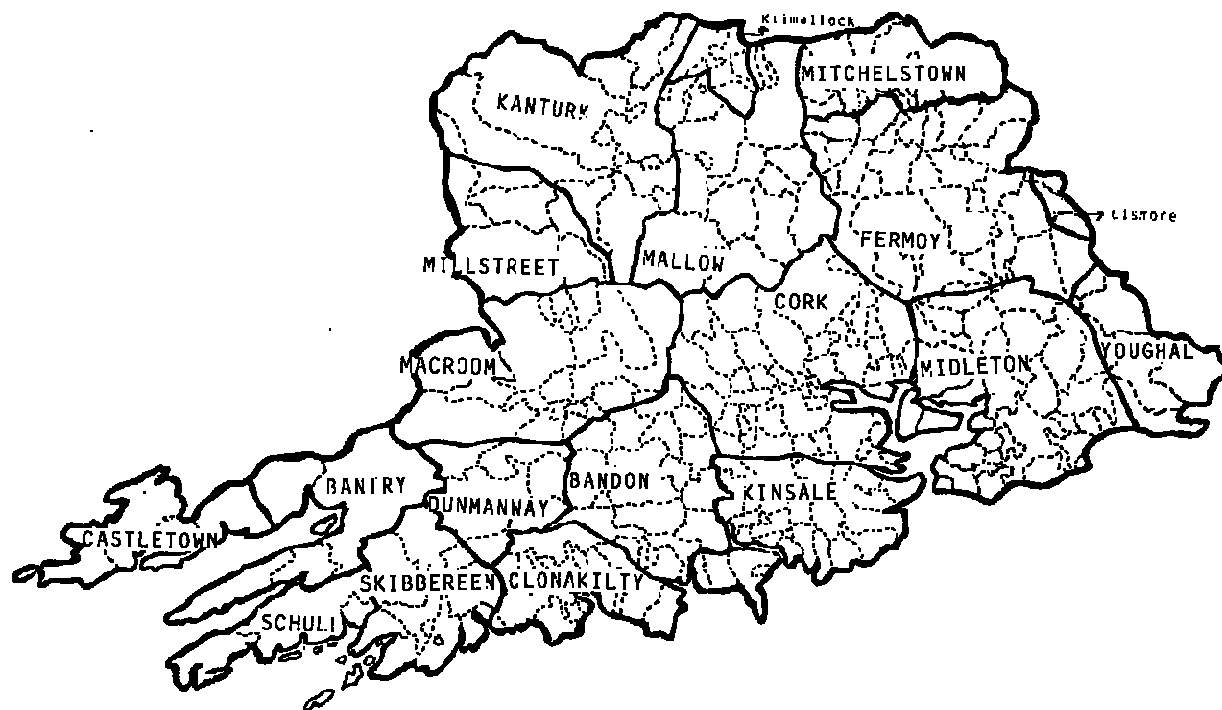 Kilmallock
MITCHELSTOWN
KANTURK
Lismore
FERMOY
MILLSTREET
MALLOW
CORK
YOUGHAL
MACROOM
MIDLETON
BANTRY
BANDON
KINSALE
DUNMANWAY
CASTLETOWN
SKIBBEREEN
CLONAKILTY
SCHULL